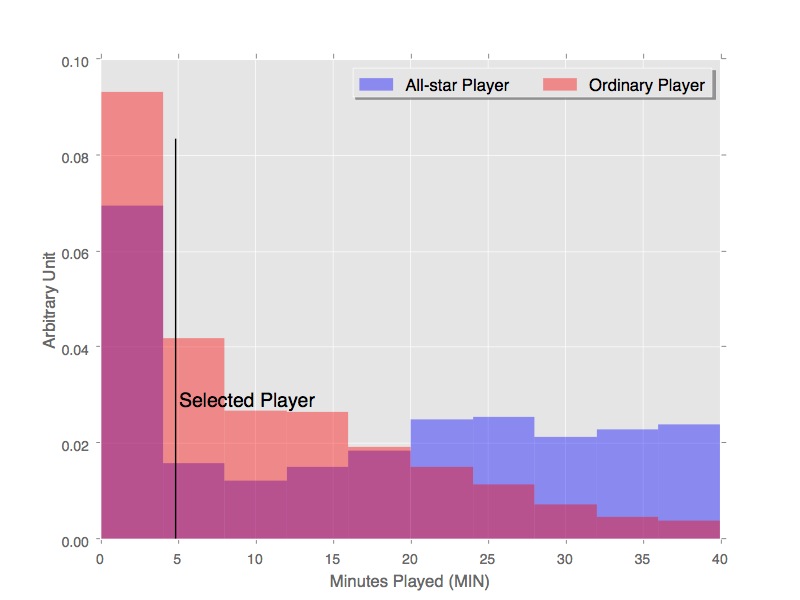 0.10
All-star Player
Ordinary Player
0.08
0.06
Arbitrary Unit
0.04
Selected Player
0.02
0.00
0 5 10 15 20 25 30 35 40
Minutes Played (MIN)